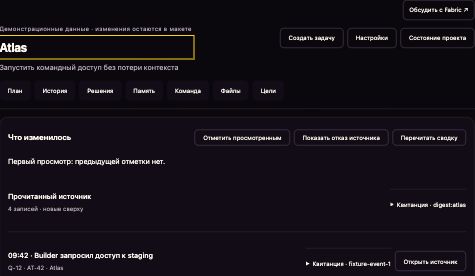 Обсудить с Fabric ↗
Демонстрационные данные · изменения остаются в макете
Atlas
Создать задачу Настройки Состояние проекта
Запустить командный доступ без потери контекста
План История Решения Память Команда Файлы Цели
Что изменилось
Отметить просмотренным Показать отказ источника Перечитать сводку
Первый просмотр: предыдущей отметки нет.
Прочитанный источник
4 записей · новые сверху
▸ Квитанция · digest:atlas
09:42 · Builder запросил доступ к staging
Q-12 · AT-42 · Atlas
▸ Квитанция · fixture-event-1
Открыть источник